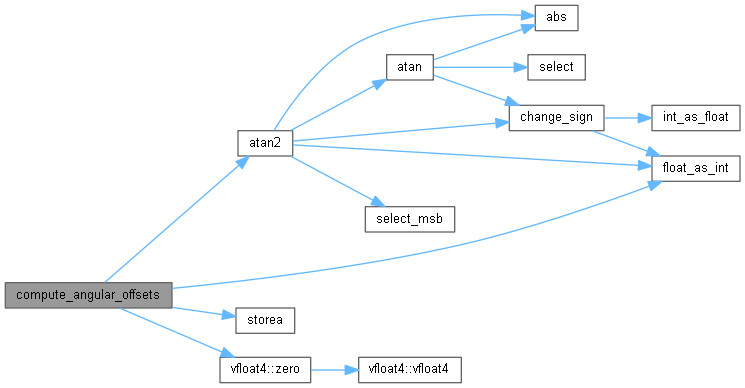 abs
atan
select
change_sign
int_as_float
atan2
float_as_int
select_msb
compute_angular_offsets
storea
vfloat4::zero
vfloat4::vfloat4